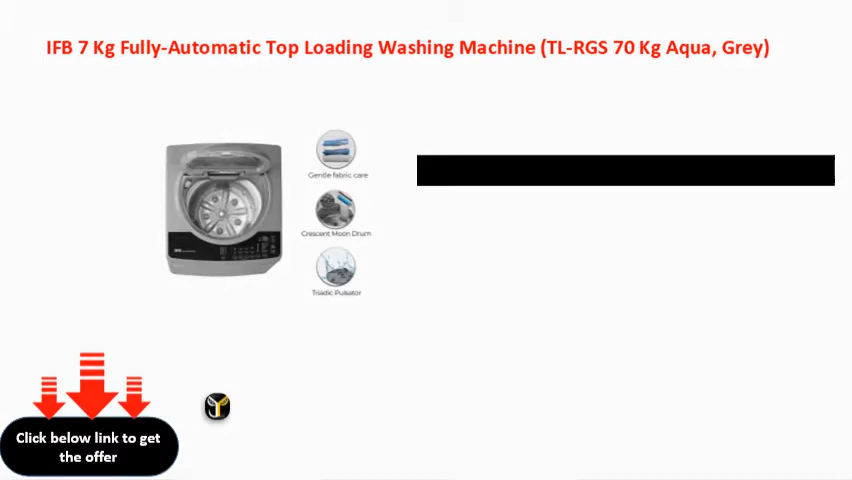 IFB 7 Kg Fully-Automatic Top Loading Washing Machine (TL-RGS 70 Kg Aqua, Grey)
Gentle fabric care
Crescent Moon Drum
Triadic Pulsator
IFB
Click below link to get
the offer